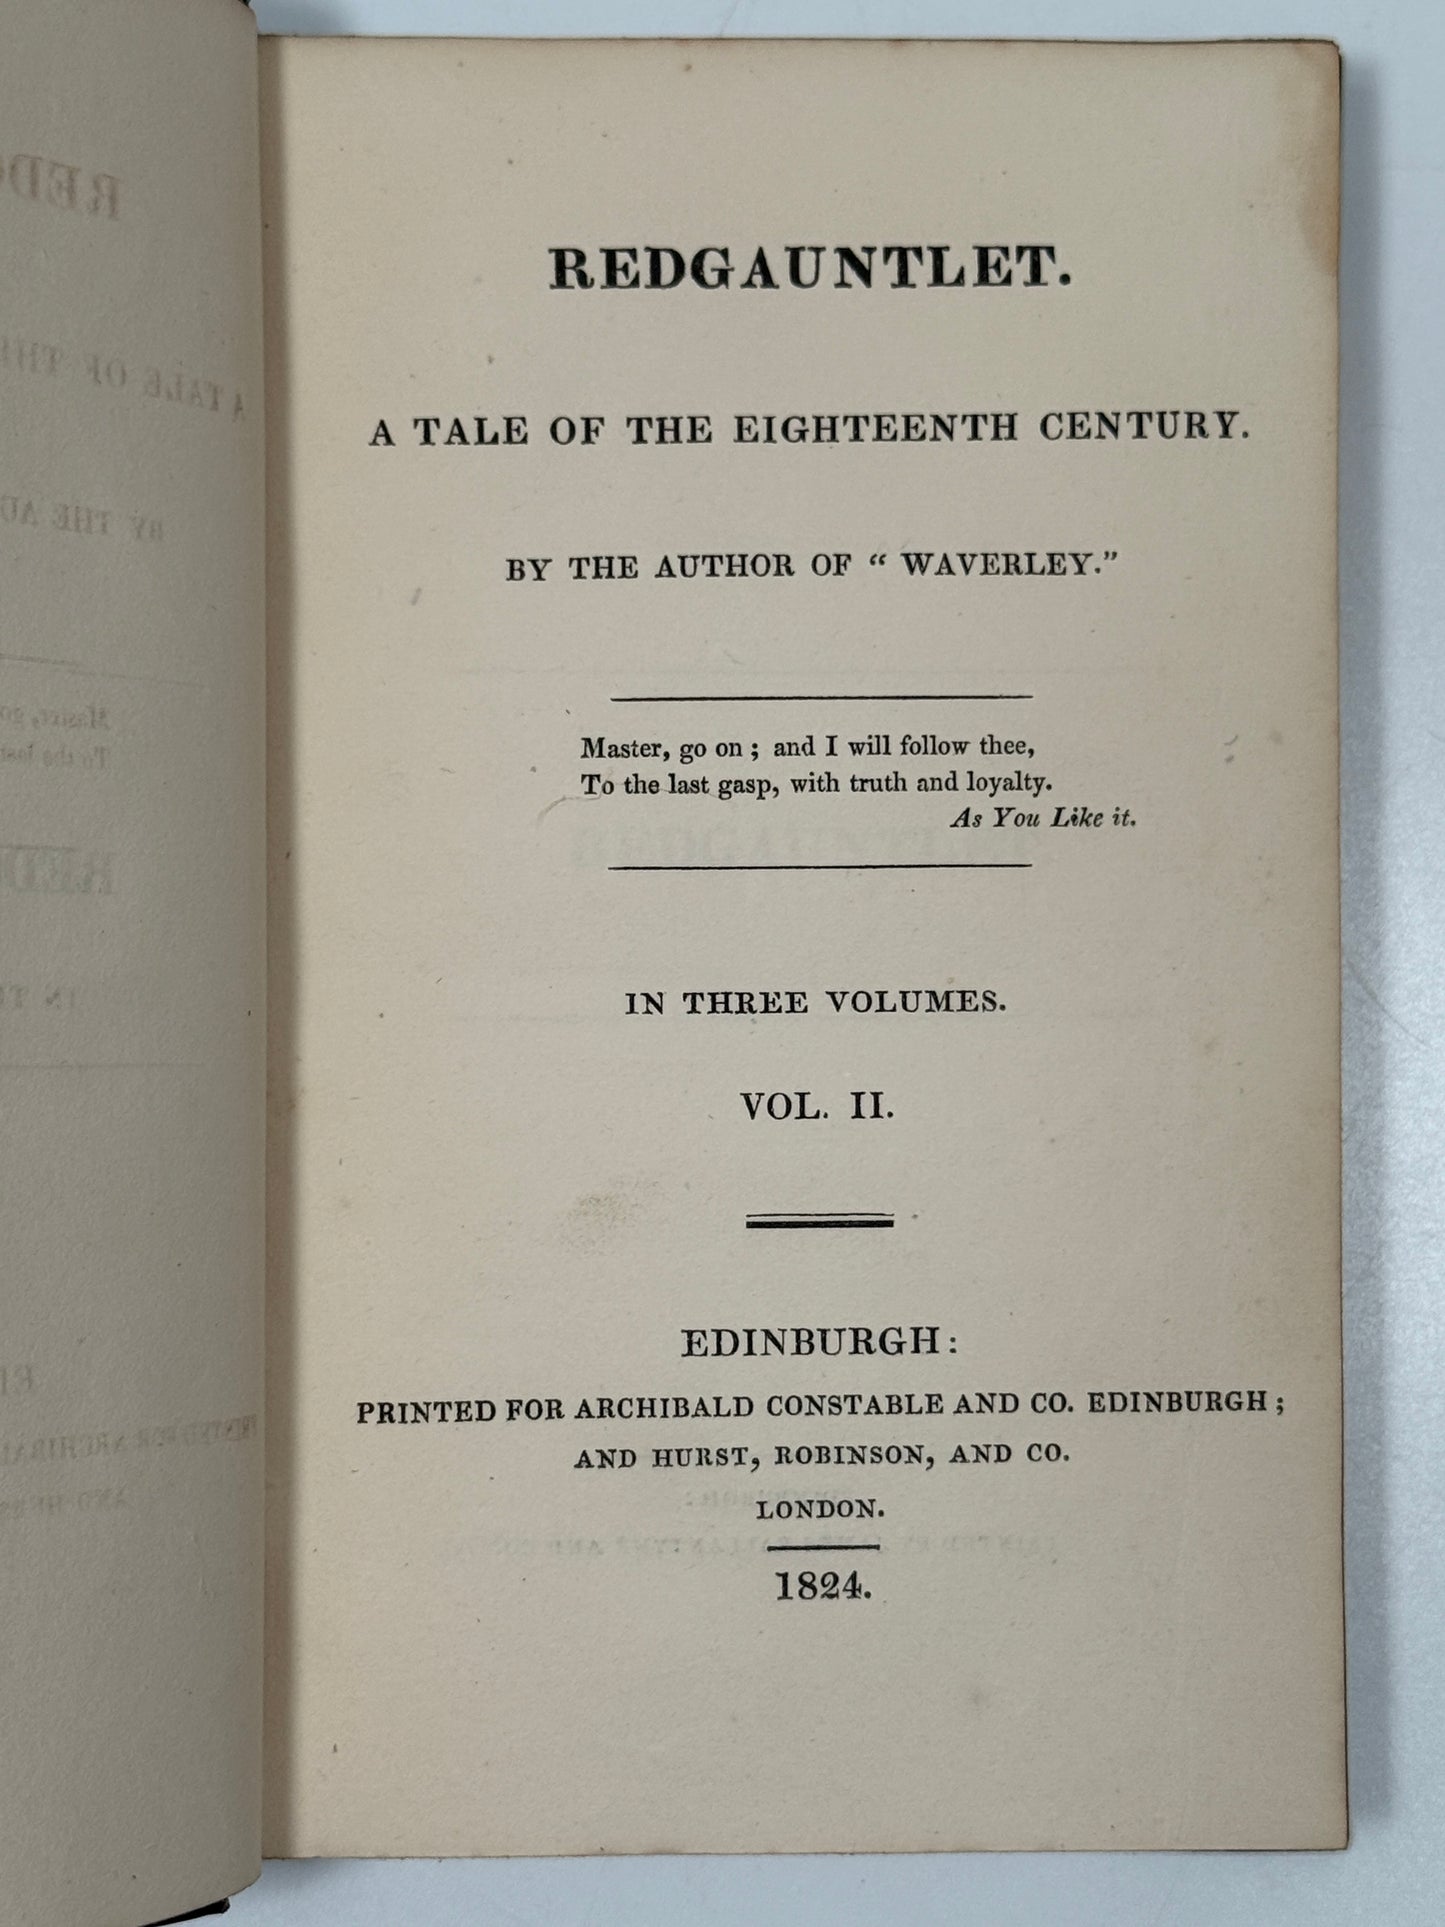 REDGAUNTLET.
A TALE OF THE EIGHTEENTH CENTURY.
BY THE AUTHOR OF “ WAVERLEY.”
Master, go on ; and I will follow thee,
To the last gasp, with truth and loyalty.
As You Like it.
IN THREE VOLUMES.
VOL. II.
EDINBURGH:
PRINTED FOR ARCHIBALD CONSTABLE AND CO. EDINBURGH ;
AND HURST, ROBINSON, AND CO.
LONDON.
1824.